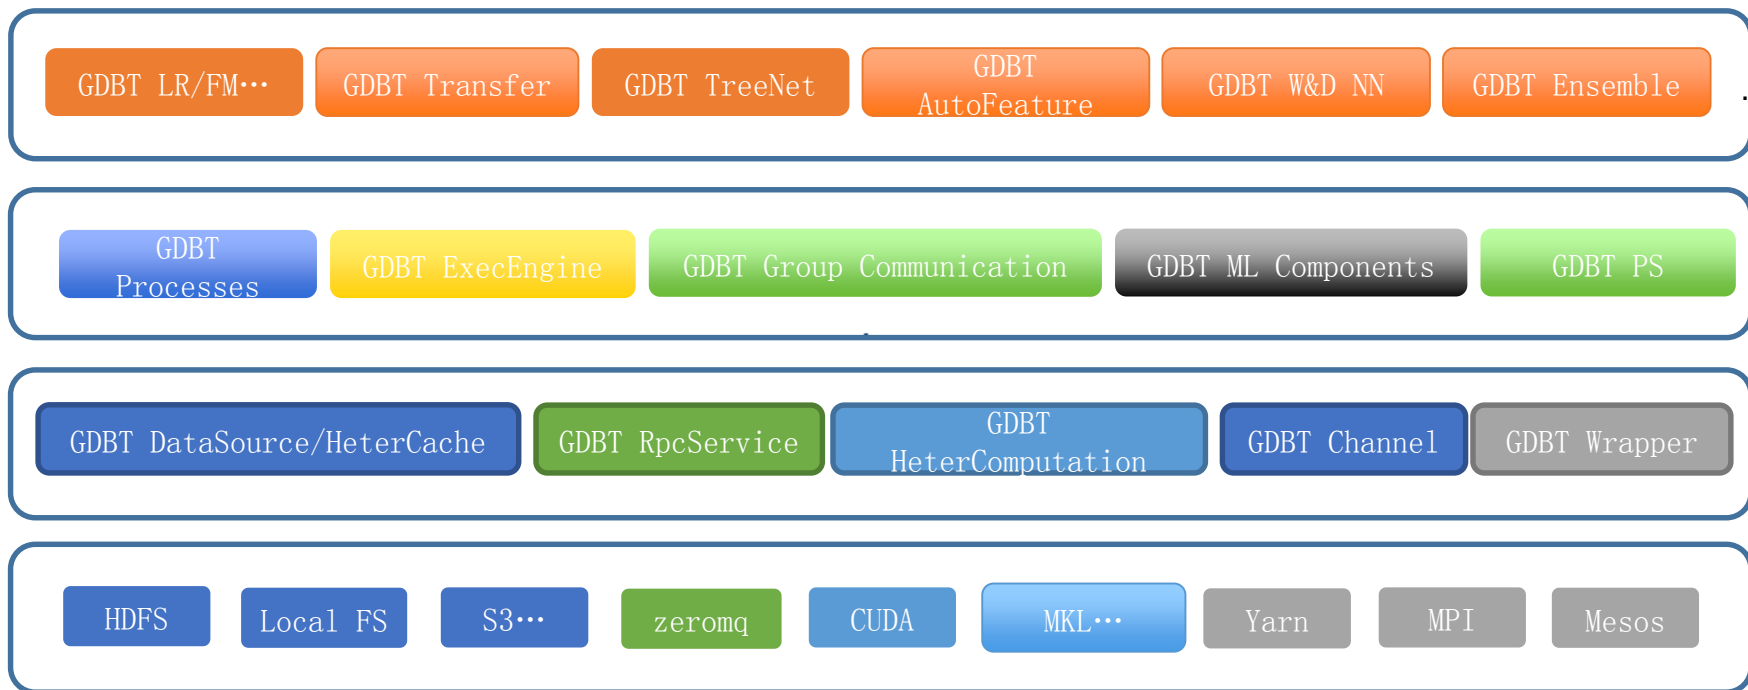 GDBT LR/FM…
GDBT Transfer
GDBT TreeNet
GDBT
AutoFeature
GDBT W&D NN
GDBT Ensemble
.
GDBT
Processes
GDBT ExecEngine
GDBT Group Communication
GDBT ML Components
GDBT PS
GDBT DataSource/HeterCache
GDBT RpcService
GDBT
HeterComputation
GDBT Channel
GDBT Wrapper
HDFS
Local FS
S3…
zeromq
CUDA
MKL…
Yarn
MPI
Mesos